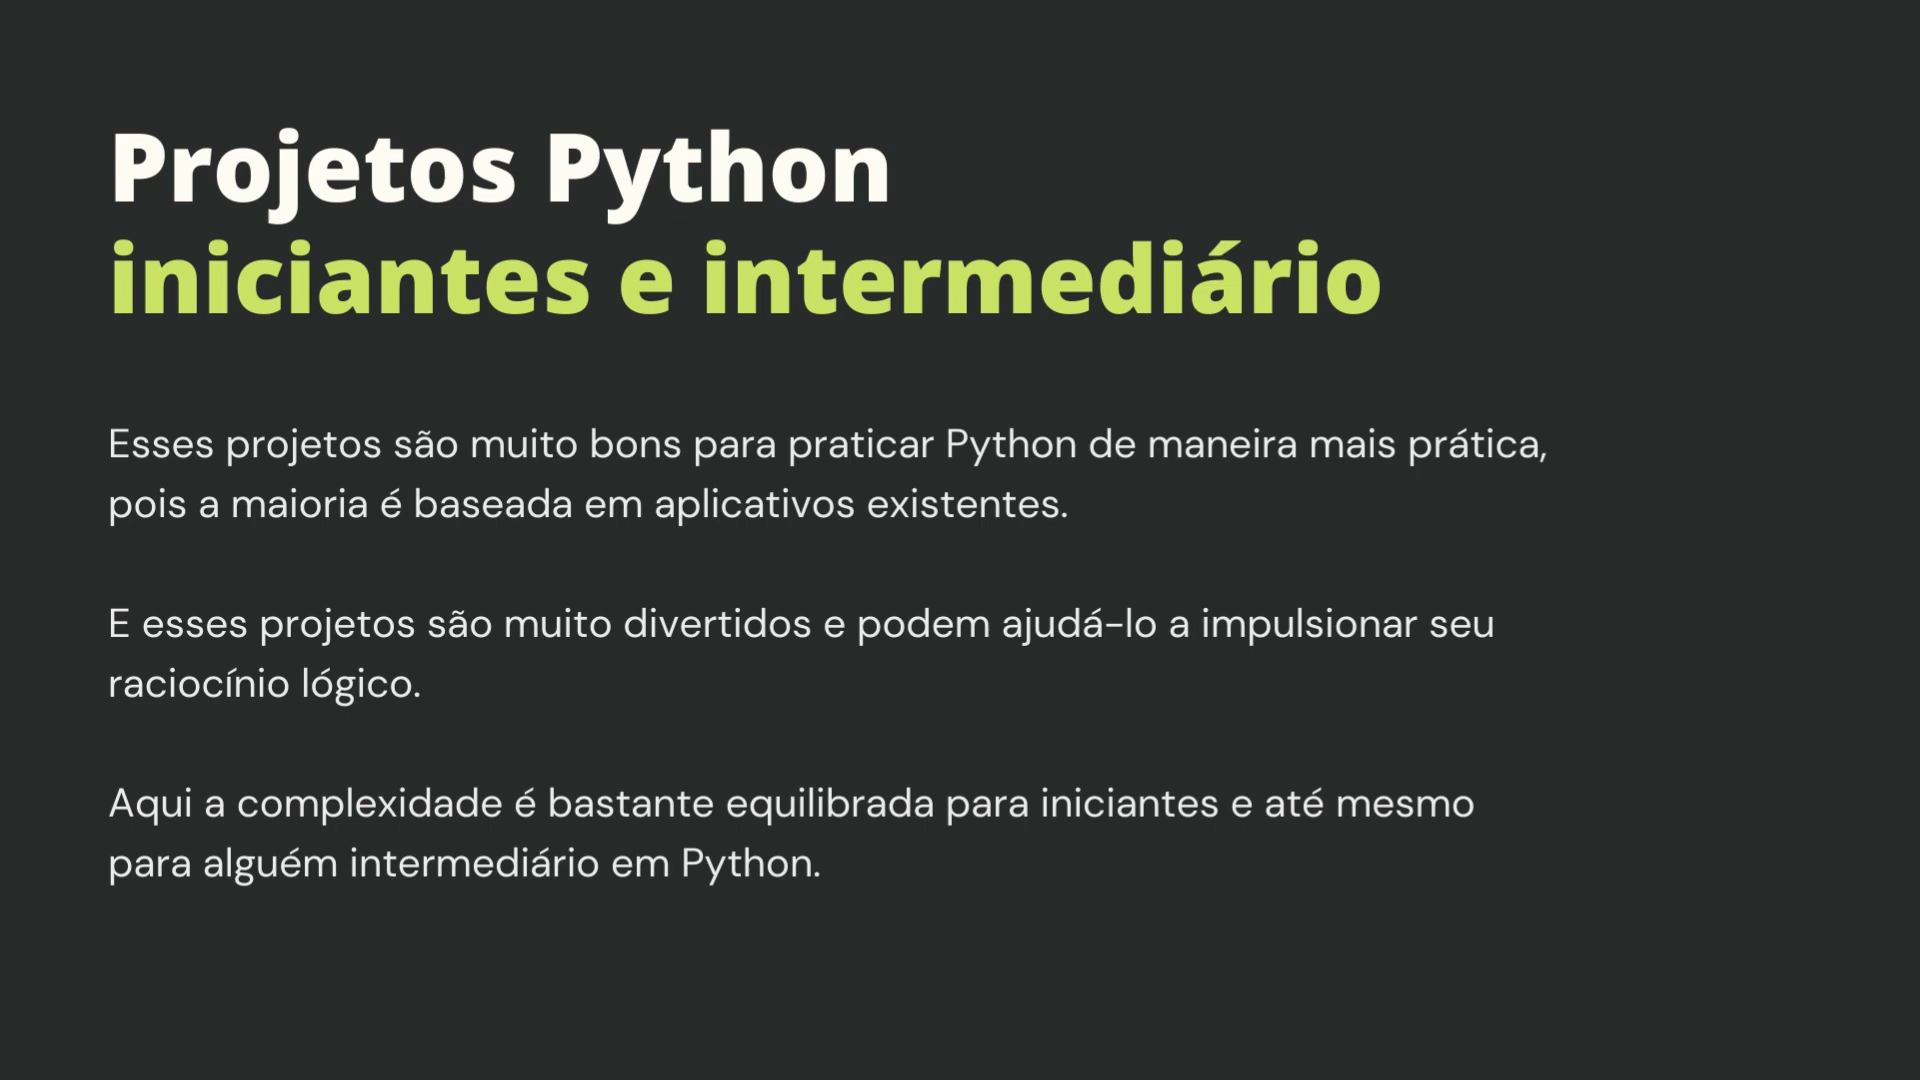 Projetos Python
iniciantes e intermediário
Esses projetos são muito bons para praticar Python de maneira mais prática,
pois a maioria é baseada em aplicativos existentes.
E esses projetos são muito divertidos e podem ajudá-lo a impulsionar seu
raciocínio lógico.
Aqui a complexidade é bastante equilibrada para iniciantes e até mesmo
para alguém intermediário em Python.